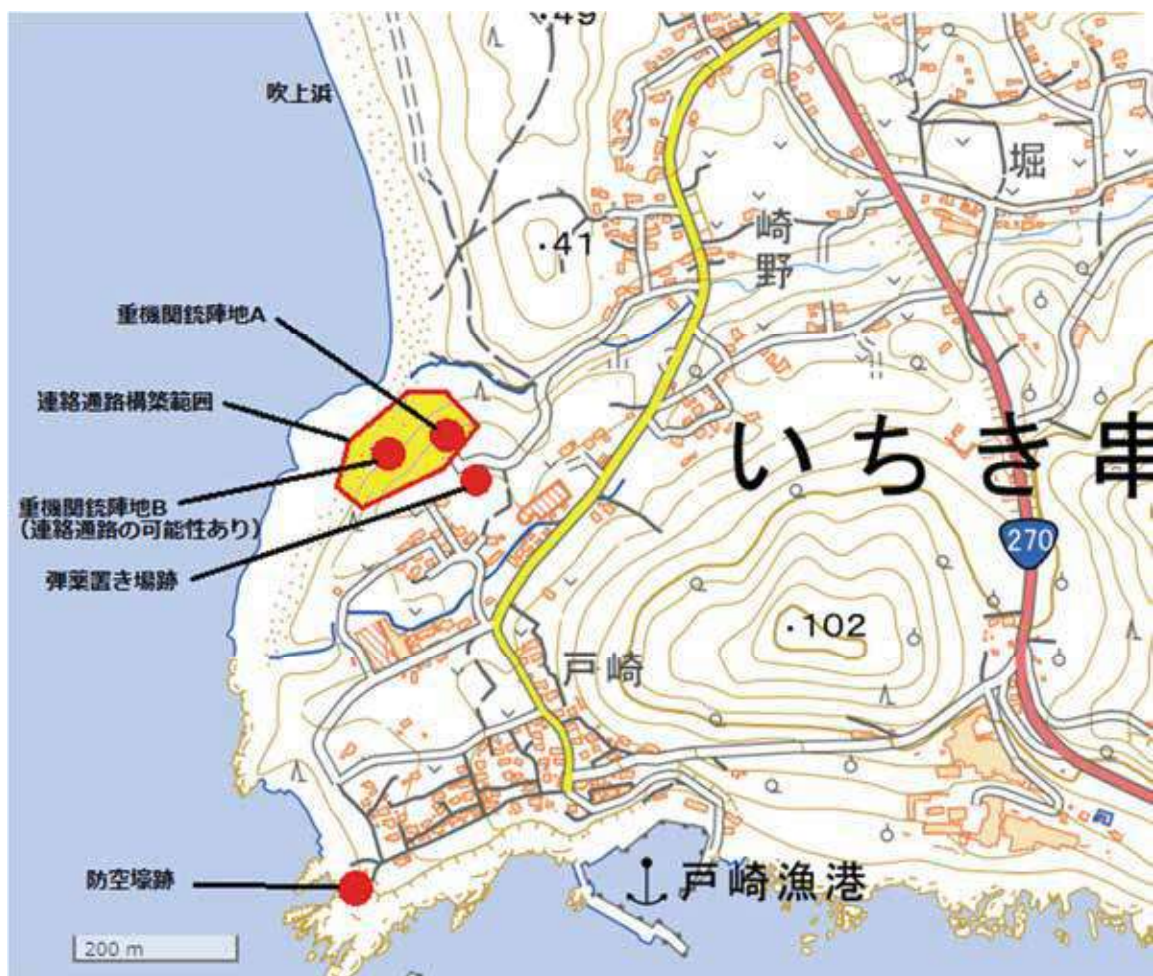 ・49
吹上浜
堀
崎野
・41
重機関銃陣地A
連絡通路構築範囲
いちき串
重機関銃陣地B
(連絡通路の可能性あり)
270
弾薬置き場跡
・102
戸崎
防空壕跡
戸崎漁港
200 m